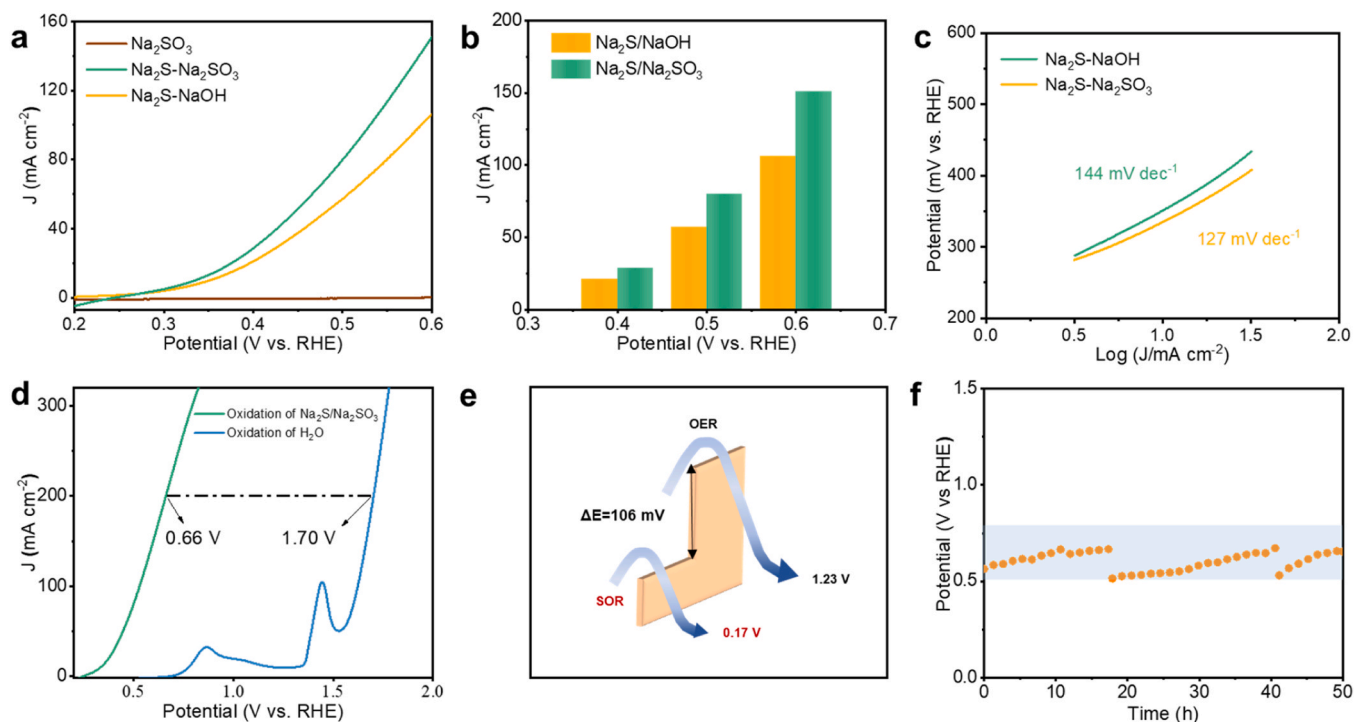 a
Na₂SO₃
Na₂S-Na₂SO₃
Na₂S-NaOH
J (mA cm⁻²)
160
120
80
40
0
0.2 0.3 0.4 0.5 0.6
Potential (V vs. RHE)
b
Na₂S/NaOH
Na₂S/Na₂SO₃
J (mA cm⁻²)
200
150
100
50
0
0.3 0.4 0.5 0.6 0.7
Potential (V vs. RHE)
c
Na₂S-NaOH
Na₂S-Na₂SO₃
Potential (mV vs. RHE)
600
500
400
300
200
144 mV dec⁻¹
127 mV dec⁻¹
0.0 0.5 1.0 1.5 2.0
Log (J/mA cm⁻²)
d
Oxidation of Na₂S/Na₂SO₃
Oxidation of H₂O
J (mA cm⁻²)
300
200
100
0
0.66 V
1.70 V
0.5 1.0 1.5 2.0
Potential (V vs. RHE)
e
OER
ΔE=106 mV
1.23 V
SOR
0.17 V
f
Potential (V vs RHE)
1.5
1.0
0.5
0.0
0 10 20 30 40 50
Time (h)